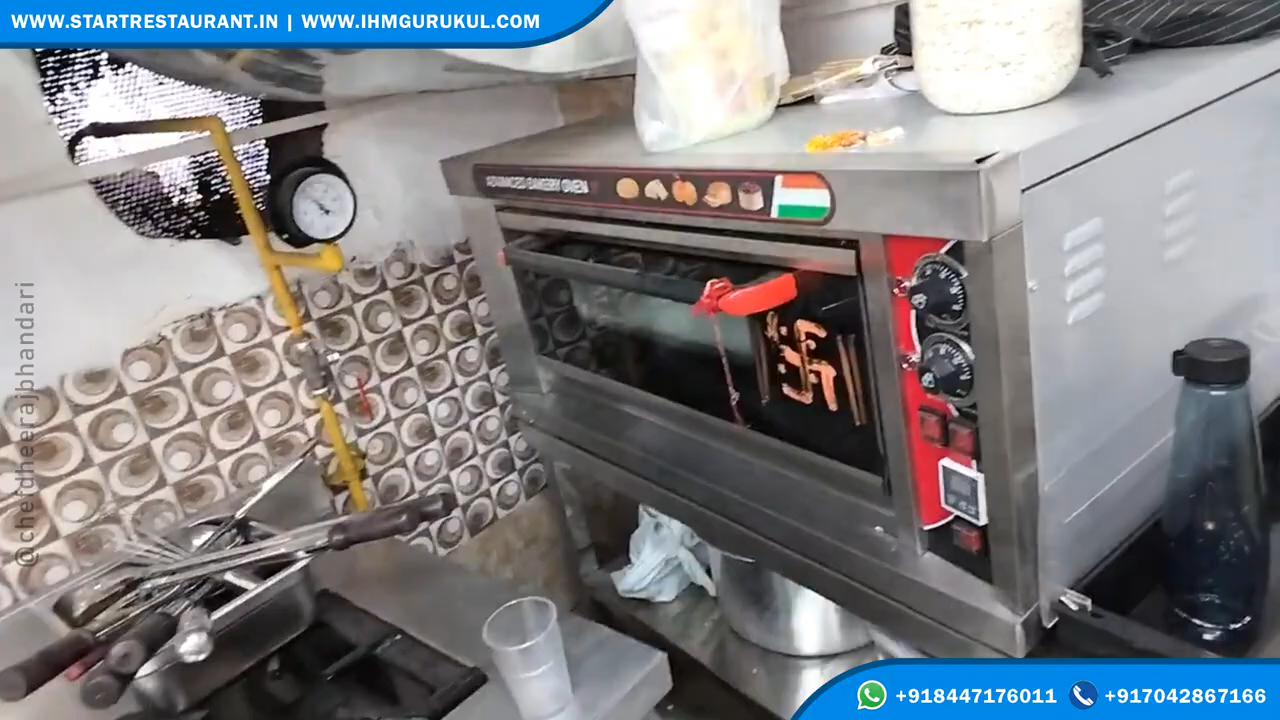 WWW.STARTRESTAURANT.IN | WWW.IHMGURUKUL.COM
ADVANCED BAKERY OVEN
@chefdheerajbhandari
+918447176011 +917042867166